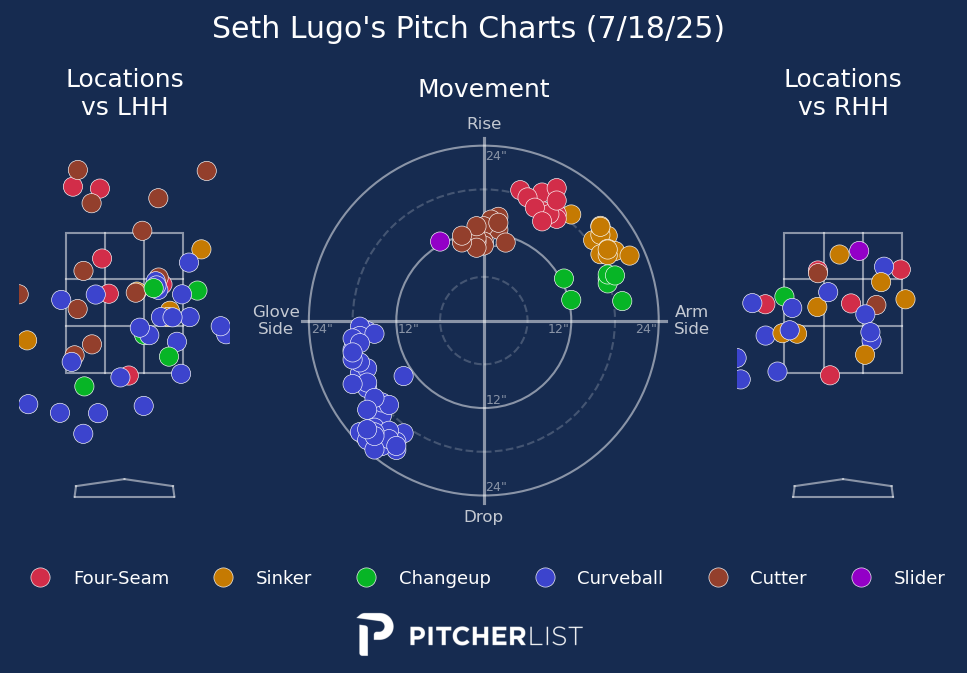 Seth Lugo's Pitch Charts (7/18/25)
Locations
vs LHH
Movement
Locations
vs RHH
Rise
24"
Glove
Side
24"
12"
12"
24"
Arm
Side
12"
24"
Drop
Four-Seam
Sinker
Changeup
Curveball
Cutter
Slider
PITCHERLIST